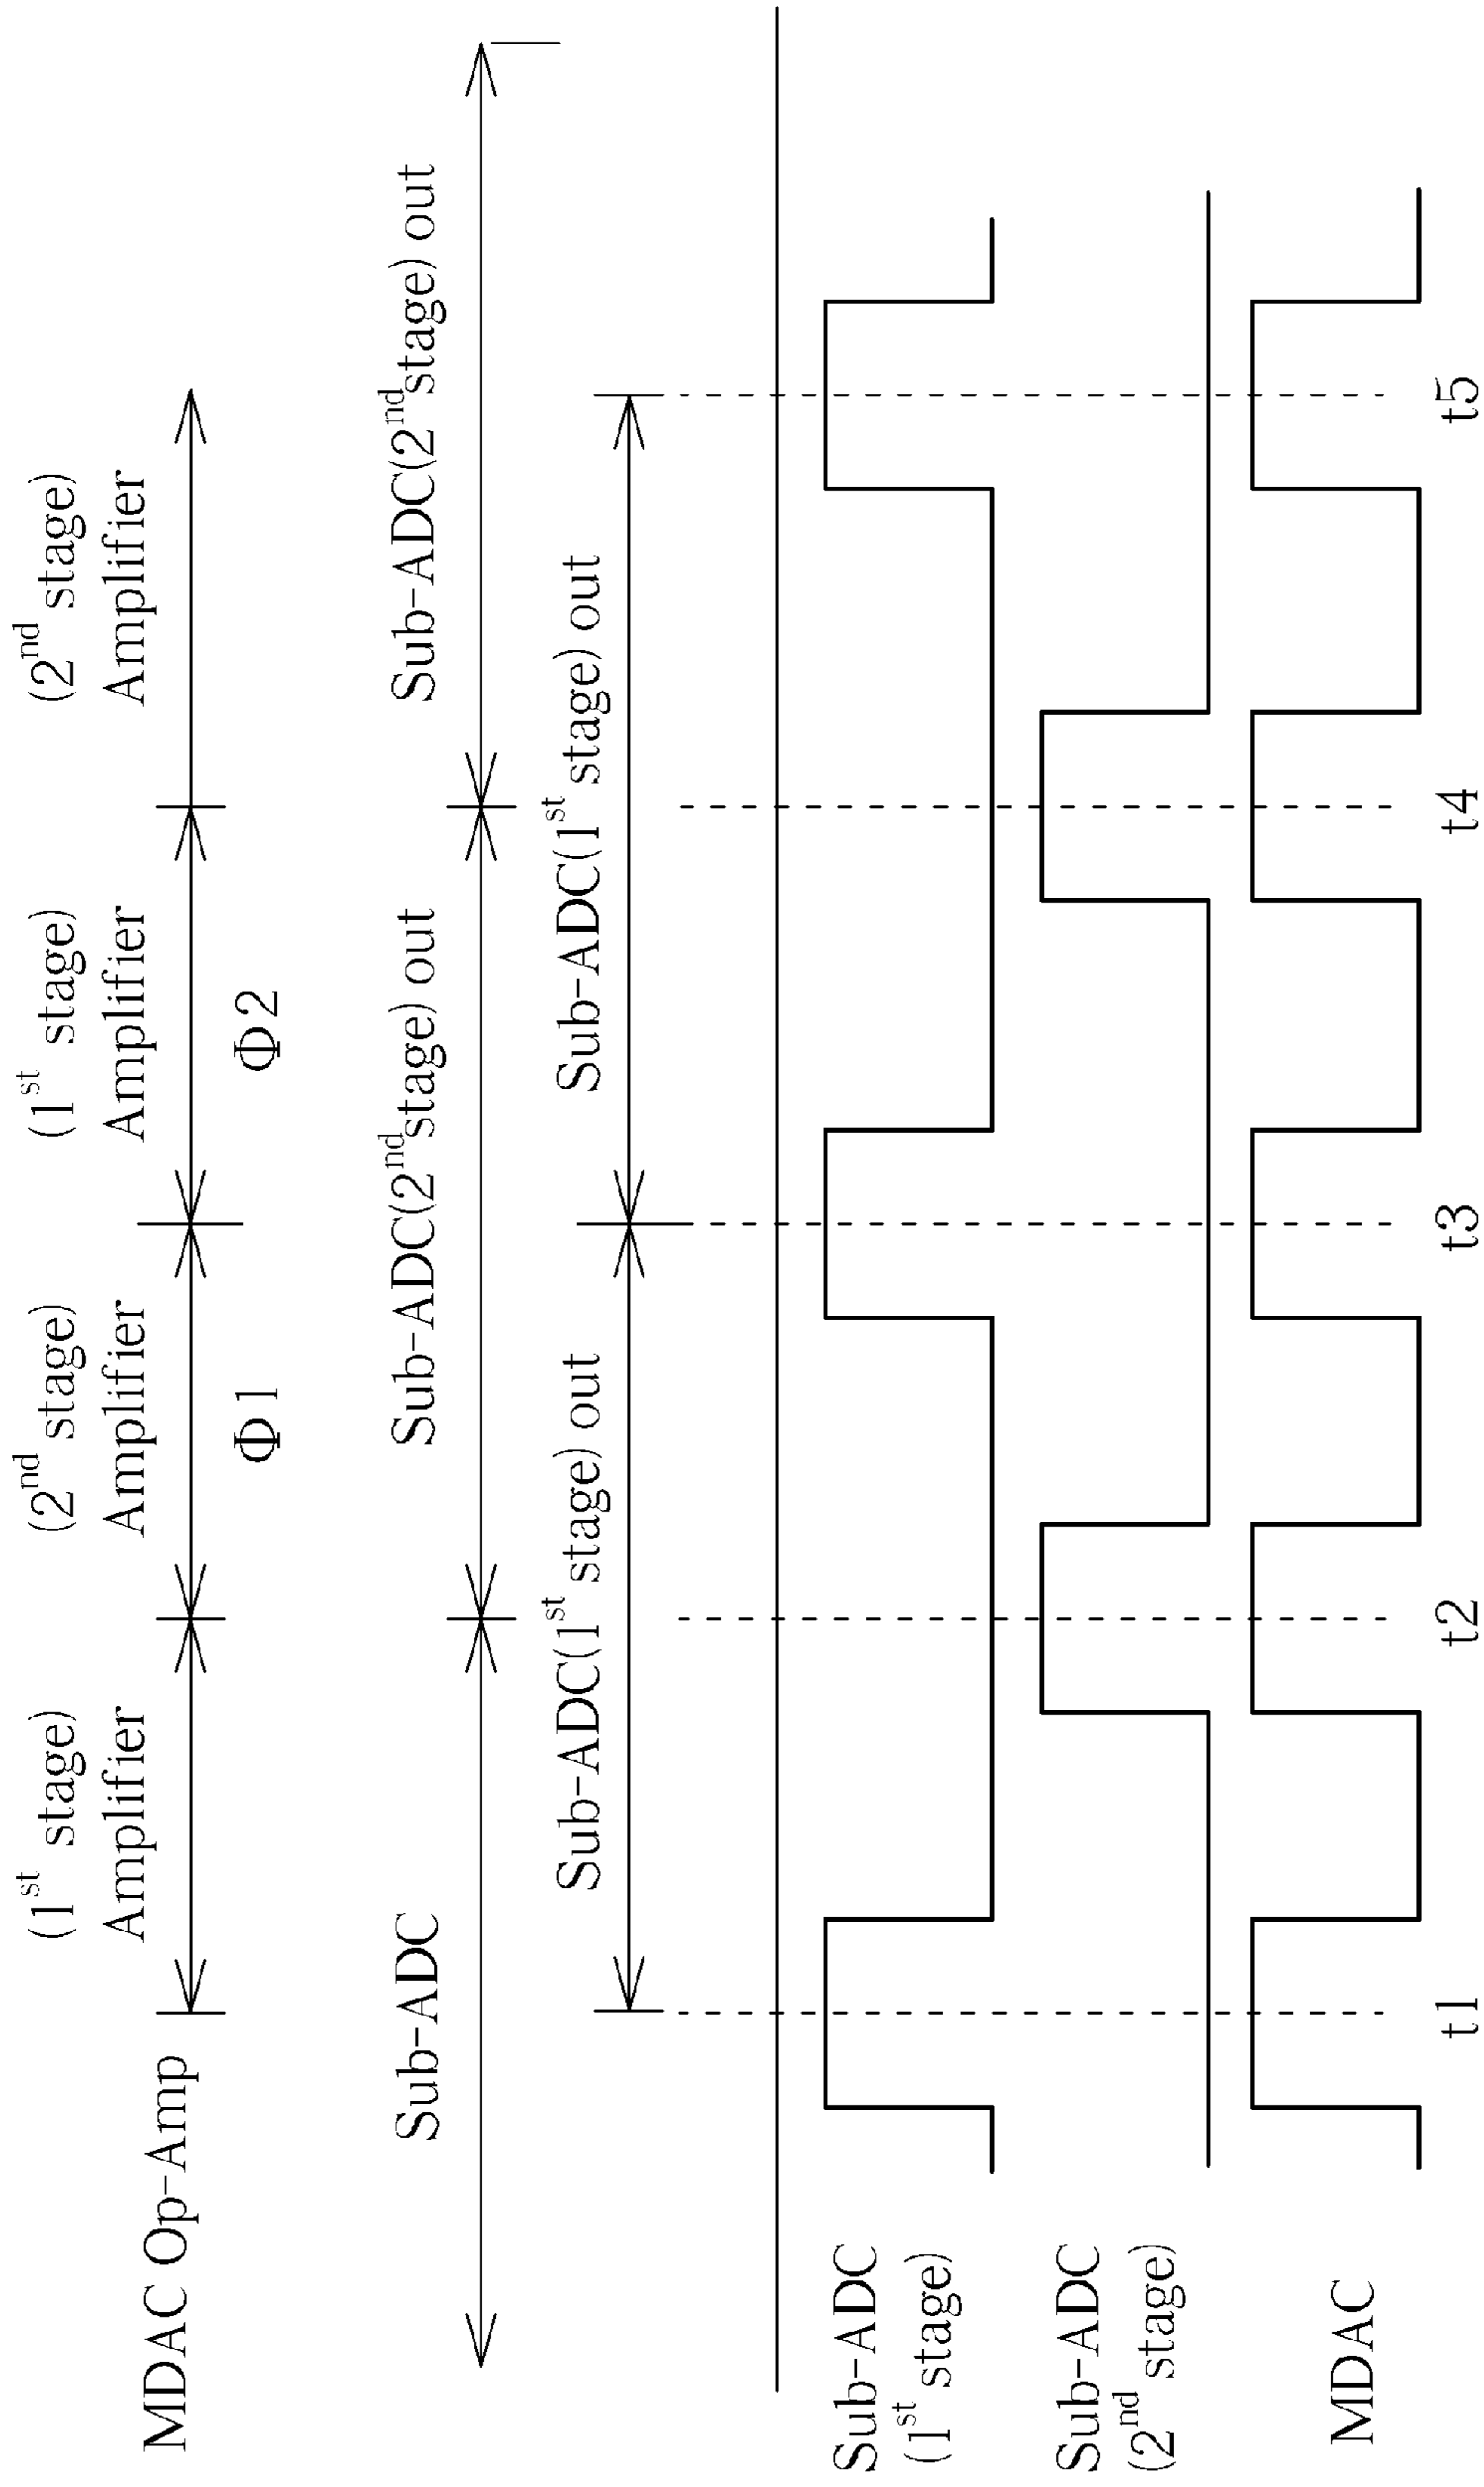 (1st stage)
Amplifier
(2nd stage)
Amplifier
(1st stage)
Amplifier
(2nd stage)
Amplifier
MDAC Op-Amp
Φ1
Φ2
Sub-ADC
Sub-ADC(2nd stage) out
Sub-ADC(2nd stage) out
Sub-ADC(1st stage) out
Sub-ADC(1st stage) out
Sub-ADC
(1st stage)
Sub-ADC
(2nd stage)
MDAC
t1
t2
t3
t4
t5